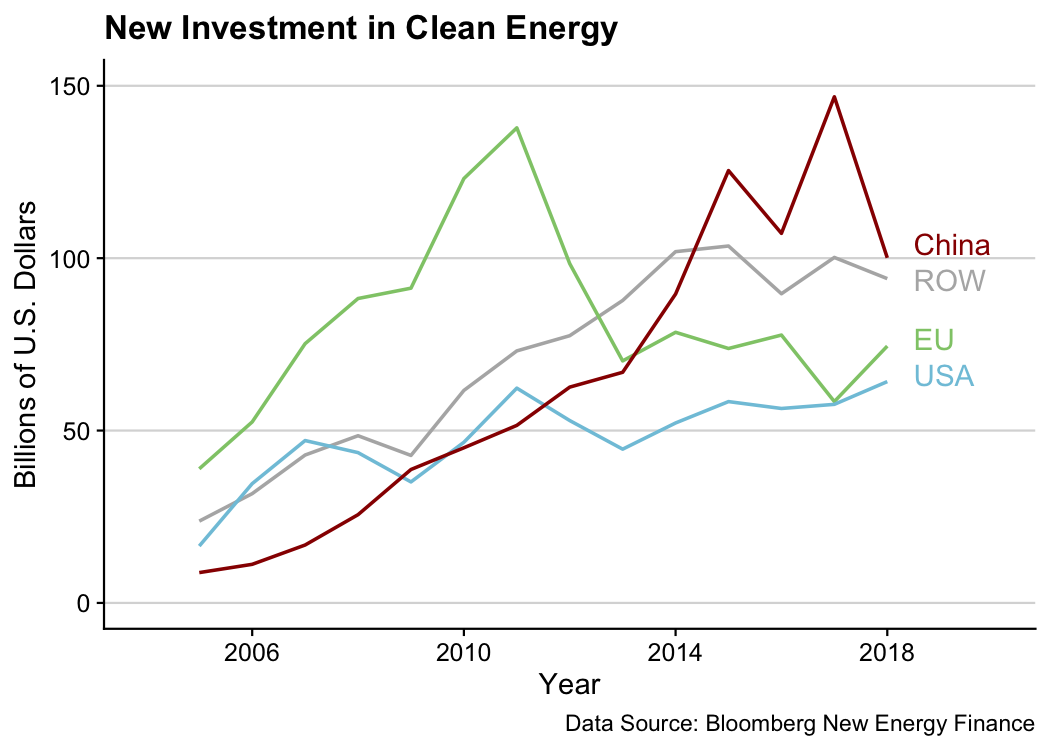 New Investment in Clean Energy
Billions of U.S. Dollars
150
100
50
0
China
ROW
EU
USA
2006 2010 2014 2018
Year
Data Source: Bloomberg New Energy Finance